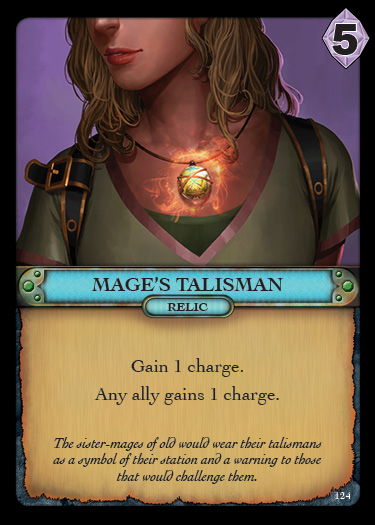 5
MAGE'S TALISMAN
RELIC
Gain 1 charge.
Any ally gains 1 charge.
The sister-mages of old would wear their talismans
as a symbol of their station and a warning to those
that would challenge them.
124